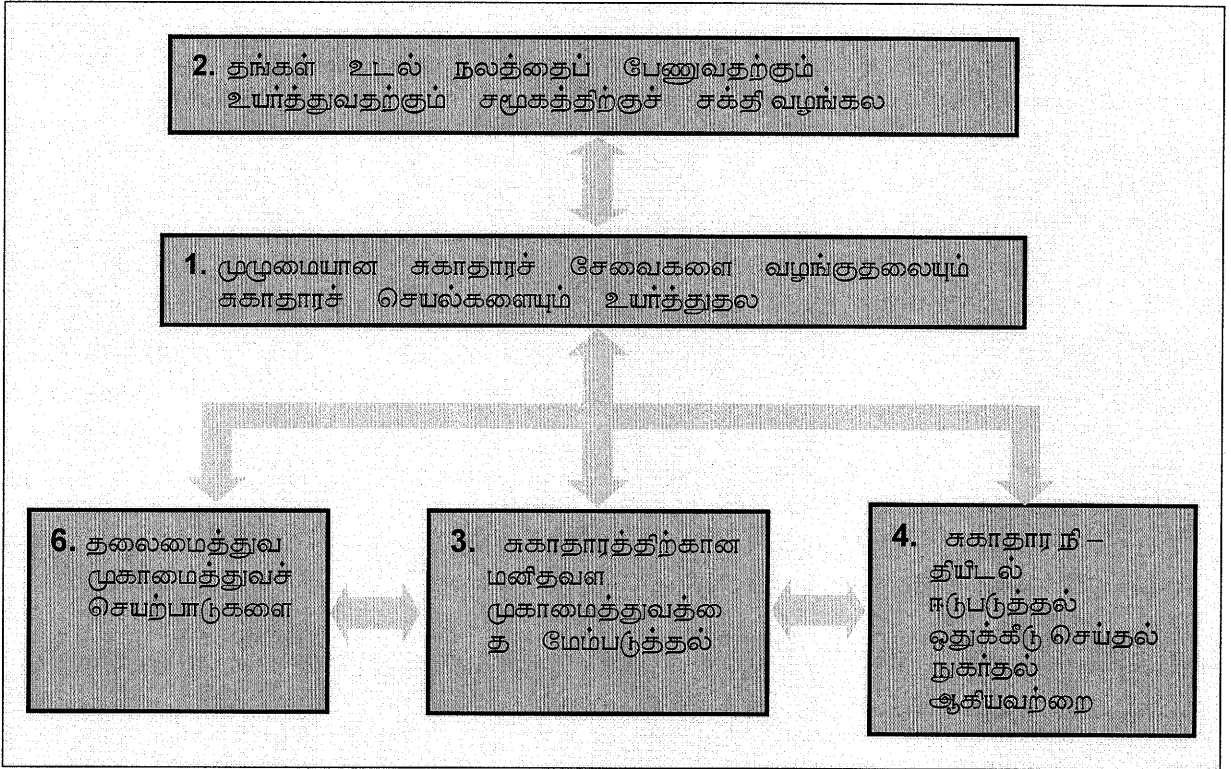 2. தங்கள் உடல் நலத்தைப் பேணுவதற்கும்
உயர்த்துவதற்கும் சமூகத்திற்குச் சக்தி வழங்கல
1. முழுமையான சுகாதாரச் சேவைகளை வழங்குதலையும்
சுகாதாரச் செயல்களையும் உயர்த்துதல
6. தலைமைத்துவ
முகாமைத்துவச்
செயற்பாடுகளை
3. சுகாதாரத்திற்கான
மனிதவள
முகாமைத்துவத்தை
த மேம்படுத்தல்
4. சுகாதார நி –
தியிடல்
ஈடுபடுத்தல்
ஒதுக்கீடு செய்தல்
நுகர்தல்
ஆகியவற்றை